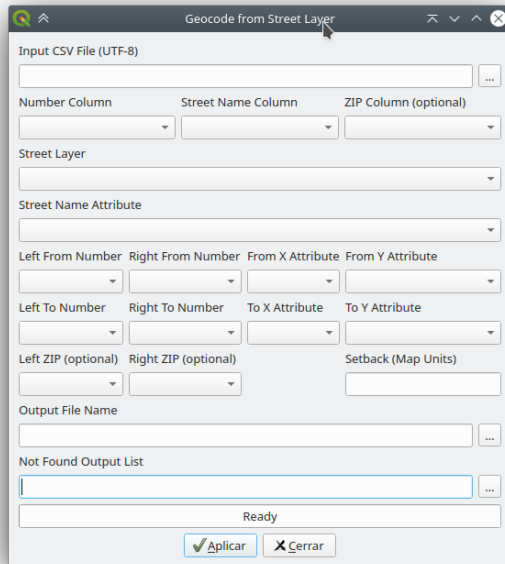 Geocode from Street Layer
Input CSV File (UTF-8)
...
Number Column Street Name Column ZIP Column (optional)
Street Layer
Street Name Attribute
Left From Number Right From Number From X Attribute From Y Attribute
Left To Number Right To Number To X Attribute To Y Attribute
Left ZIP (optional) Right ZIP (optional) Setback (Map Units)
Output File Name
...
Not Found Output List
...
Ready
Aplicar Cerrar